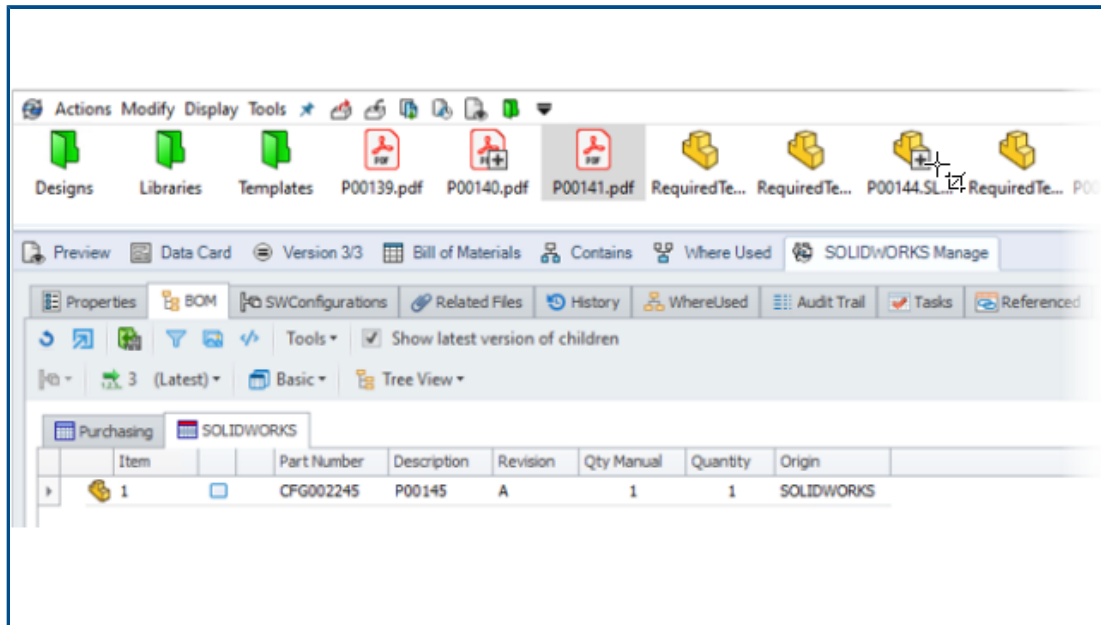 Actions Modify Display Tools
Designs Libraries Templates P00139.pdf P00140.pdf P00141.pdf RequiredTe... RequiredTe... P00144.SL... RequiredTe...
Preview Data Card Version 3/3 Bill of Materials Contains Where Used SOLIDWORKS Manage
Properties BOM SWConfigurations Related Files History WhereUsed Audit Trail Tasks Referenced
Tools Show latest version of children
3 (Latest) Basic Tree View
Purchasing SOLIDWORKS
Item Part Number Description Revision Qty Manual Quantity Origin
1 CFG002245 P00145 A 1 1 SOLIDWORKS